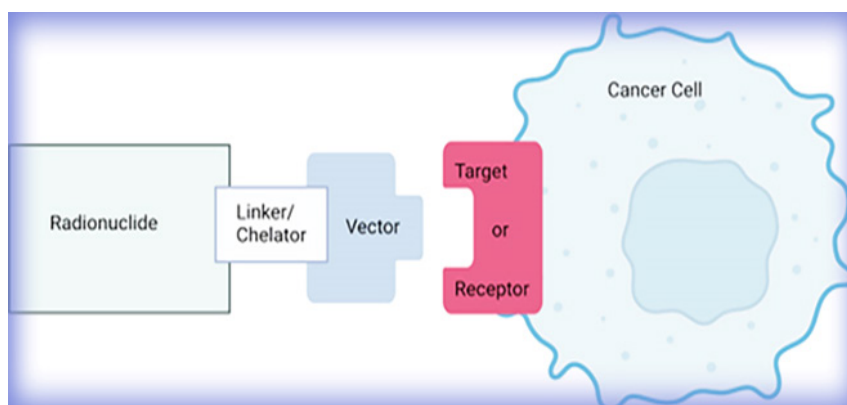 Cancer Cell
Radionuclide
Linker/
Chelator
Vector
Target
or
Receptor